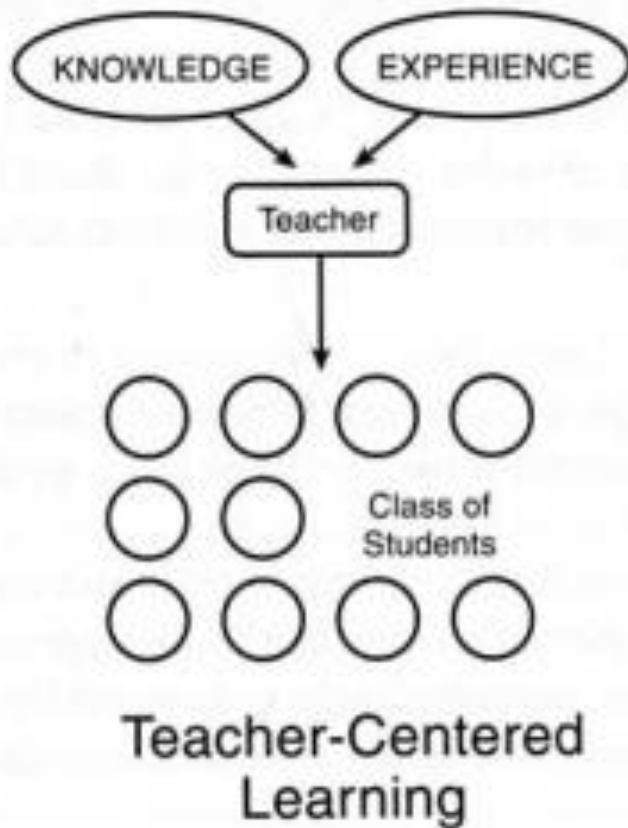 KNOWLEDGE
EXPERIENCE
Teacher
Class of
Students
Teacher-Centered
Learning